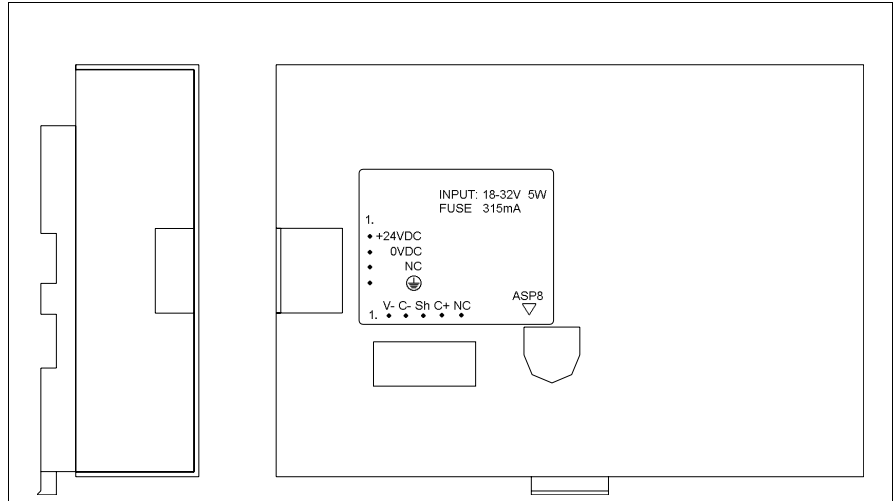 INPUT: 18-32V 5W
FUSE 315mA
1.
+24VDC
0VDC
NC
ASP8
V- C- Sh C+ NC
1.